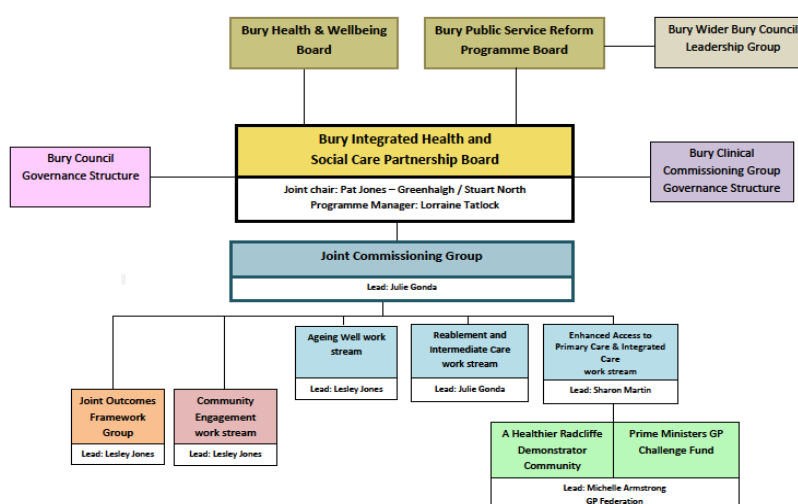 Bury Health & Wellbeing
Board
Bury Public Service Reform
Programme Board
Bury Wider Bury Council
Leadership Group
Bury Council
Governance Structure
Bury Integrated Health and
Social Care Partnership Board
Joint chair: Pat Jones – Greenhalgh / Stuart North
Programme Manager: Lorraine Tatlock
Bury Clinical
Commissioning Group
Governance Structure
Joint Commissioning Group
Lead: Julie Gonda
Ageing Well work
stream
Lead: Lesley Jones
Reablement and
Intermediate Care
work stream
Lead: Julie Gonda
Enhanced Access to
Primary Care & Integrated
Care
work stream
Lead: Sharon Martin
Joint Outcomes
Framework
Group
Lead: Lesley Jones
Community
Engagement
work stream
Lead: Lesley Jones
A Healthier Radcliffe
Demonstrator
Community
Prime Ministers GP
Challenge Fund
Lead: Michelle Armstrong
GP Federation